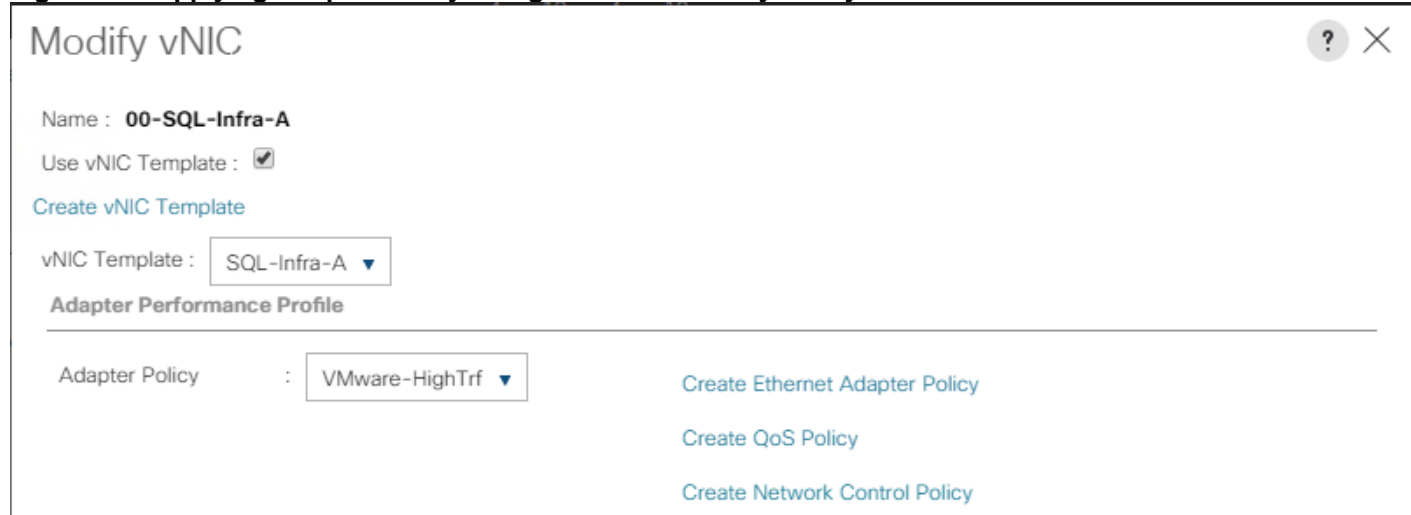 Modify vNIC
?
Name : 00-SQL-Infra-A
Use vNIC Template :
Create vNIC Template
vNIC Template : SQL-Infra-A
Adapter Performance Profile
Adapter Policy : VMware-HighTrf
Create Ethernet Adapter Policy
Create QoS Policy
Create Network Control Policy